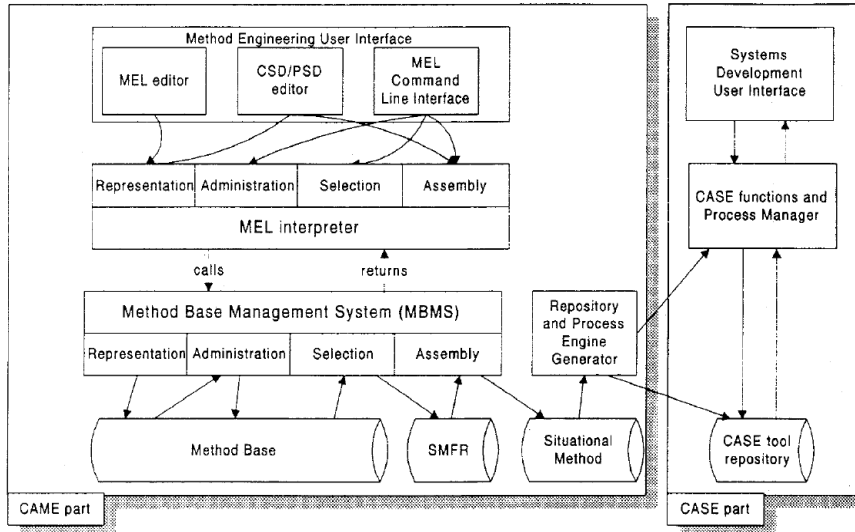 Method Engineering User Interface
MEL editor
CSD/PSD
editor
MEL
Command
Line Interface
Representation
Administration
Selection
Assembly
MEL interpreter
calls
returns
Method Base Management System (MBMS)
Representation
Administration
Selection
Assembly
Method Base
SMFR
Situational
Method
Repository
and Process
Engine
Generator
CAME part
Systems
Development
User Interface
CASE functions and
Process Manager
CASE tool
repository
CASE part